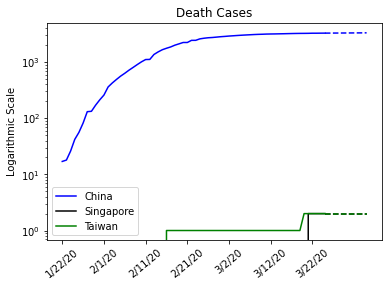 Death Cases
Logarithmic Scale
10³
10²
10¹
10⁰
China
Singapore
Taiwan
1/22/20
2/1/20
2/11/20
2/21/20
3/2/20
3/12/20
3/22/20